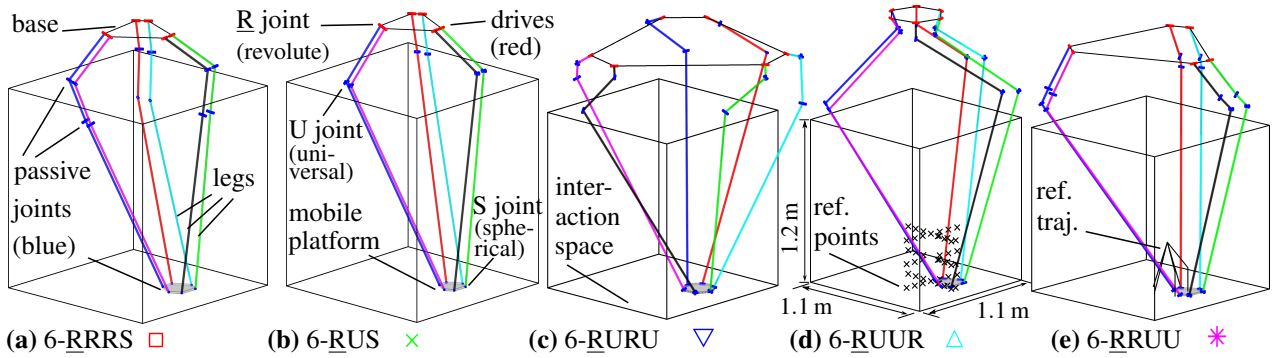 base
R joint
(revolute)
drives
(red)
U joint
(uni-
versal)
passive
joints
(blue)
legs
mobile
platform
S joint
(sphe-
rical)
inter-
action
space
ref.
points
1.2 m
1.1 m
1.1 m
ref.
traj.
(a) 6-RRRS
(b) 6-RUS
(c) 6-RURU
(d) 6-RUUR
(e) 6-RRUU